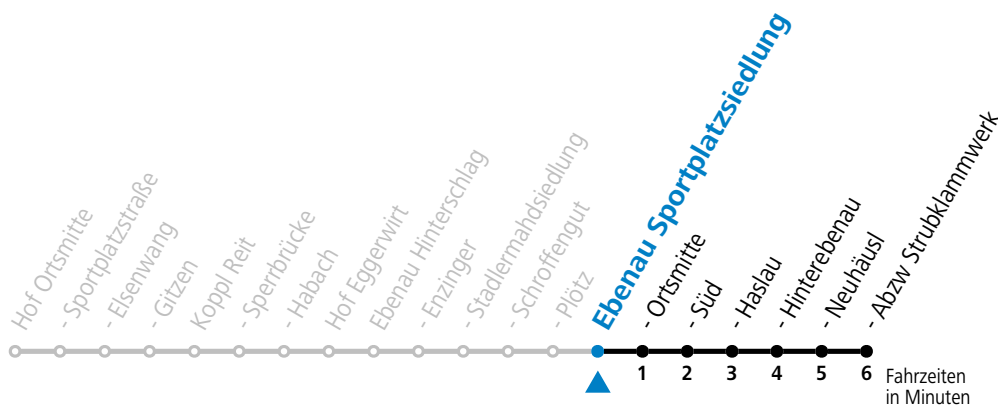 Hof Ortsmitte
- Sportplatzstraße
- Elsenwang
- Gitzen
Koppl Reit
- Sperrbrücke
- Habach
Hof Eggerwirt
Ebenau Hinterschlag
- Enzinger
- Stadlermahdsiedlung
- Schroffengut
- Plötz
Ebenau Sportplatzsiedlung
- Ortsmitte
- Süd
- Haslau
- Hinterebenau
- Neuhäusl
- Abzw Strubklammwerk
1 2 3 4 5 6
Fahrzeiten
in Minuten